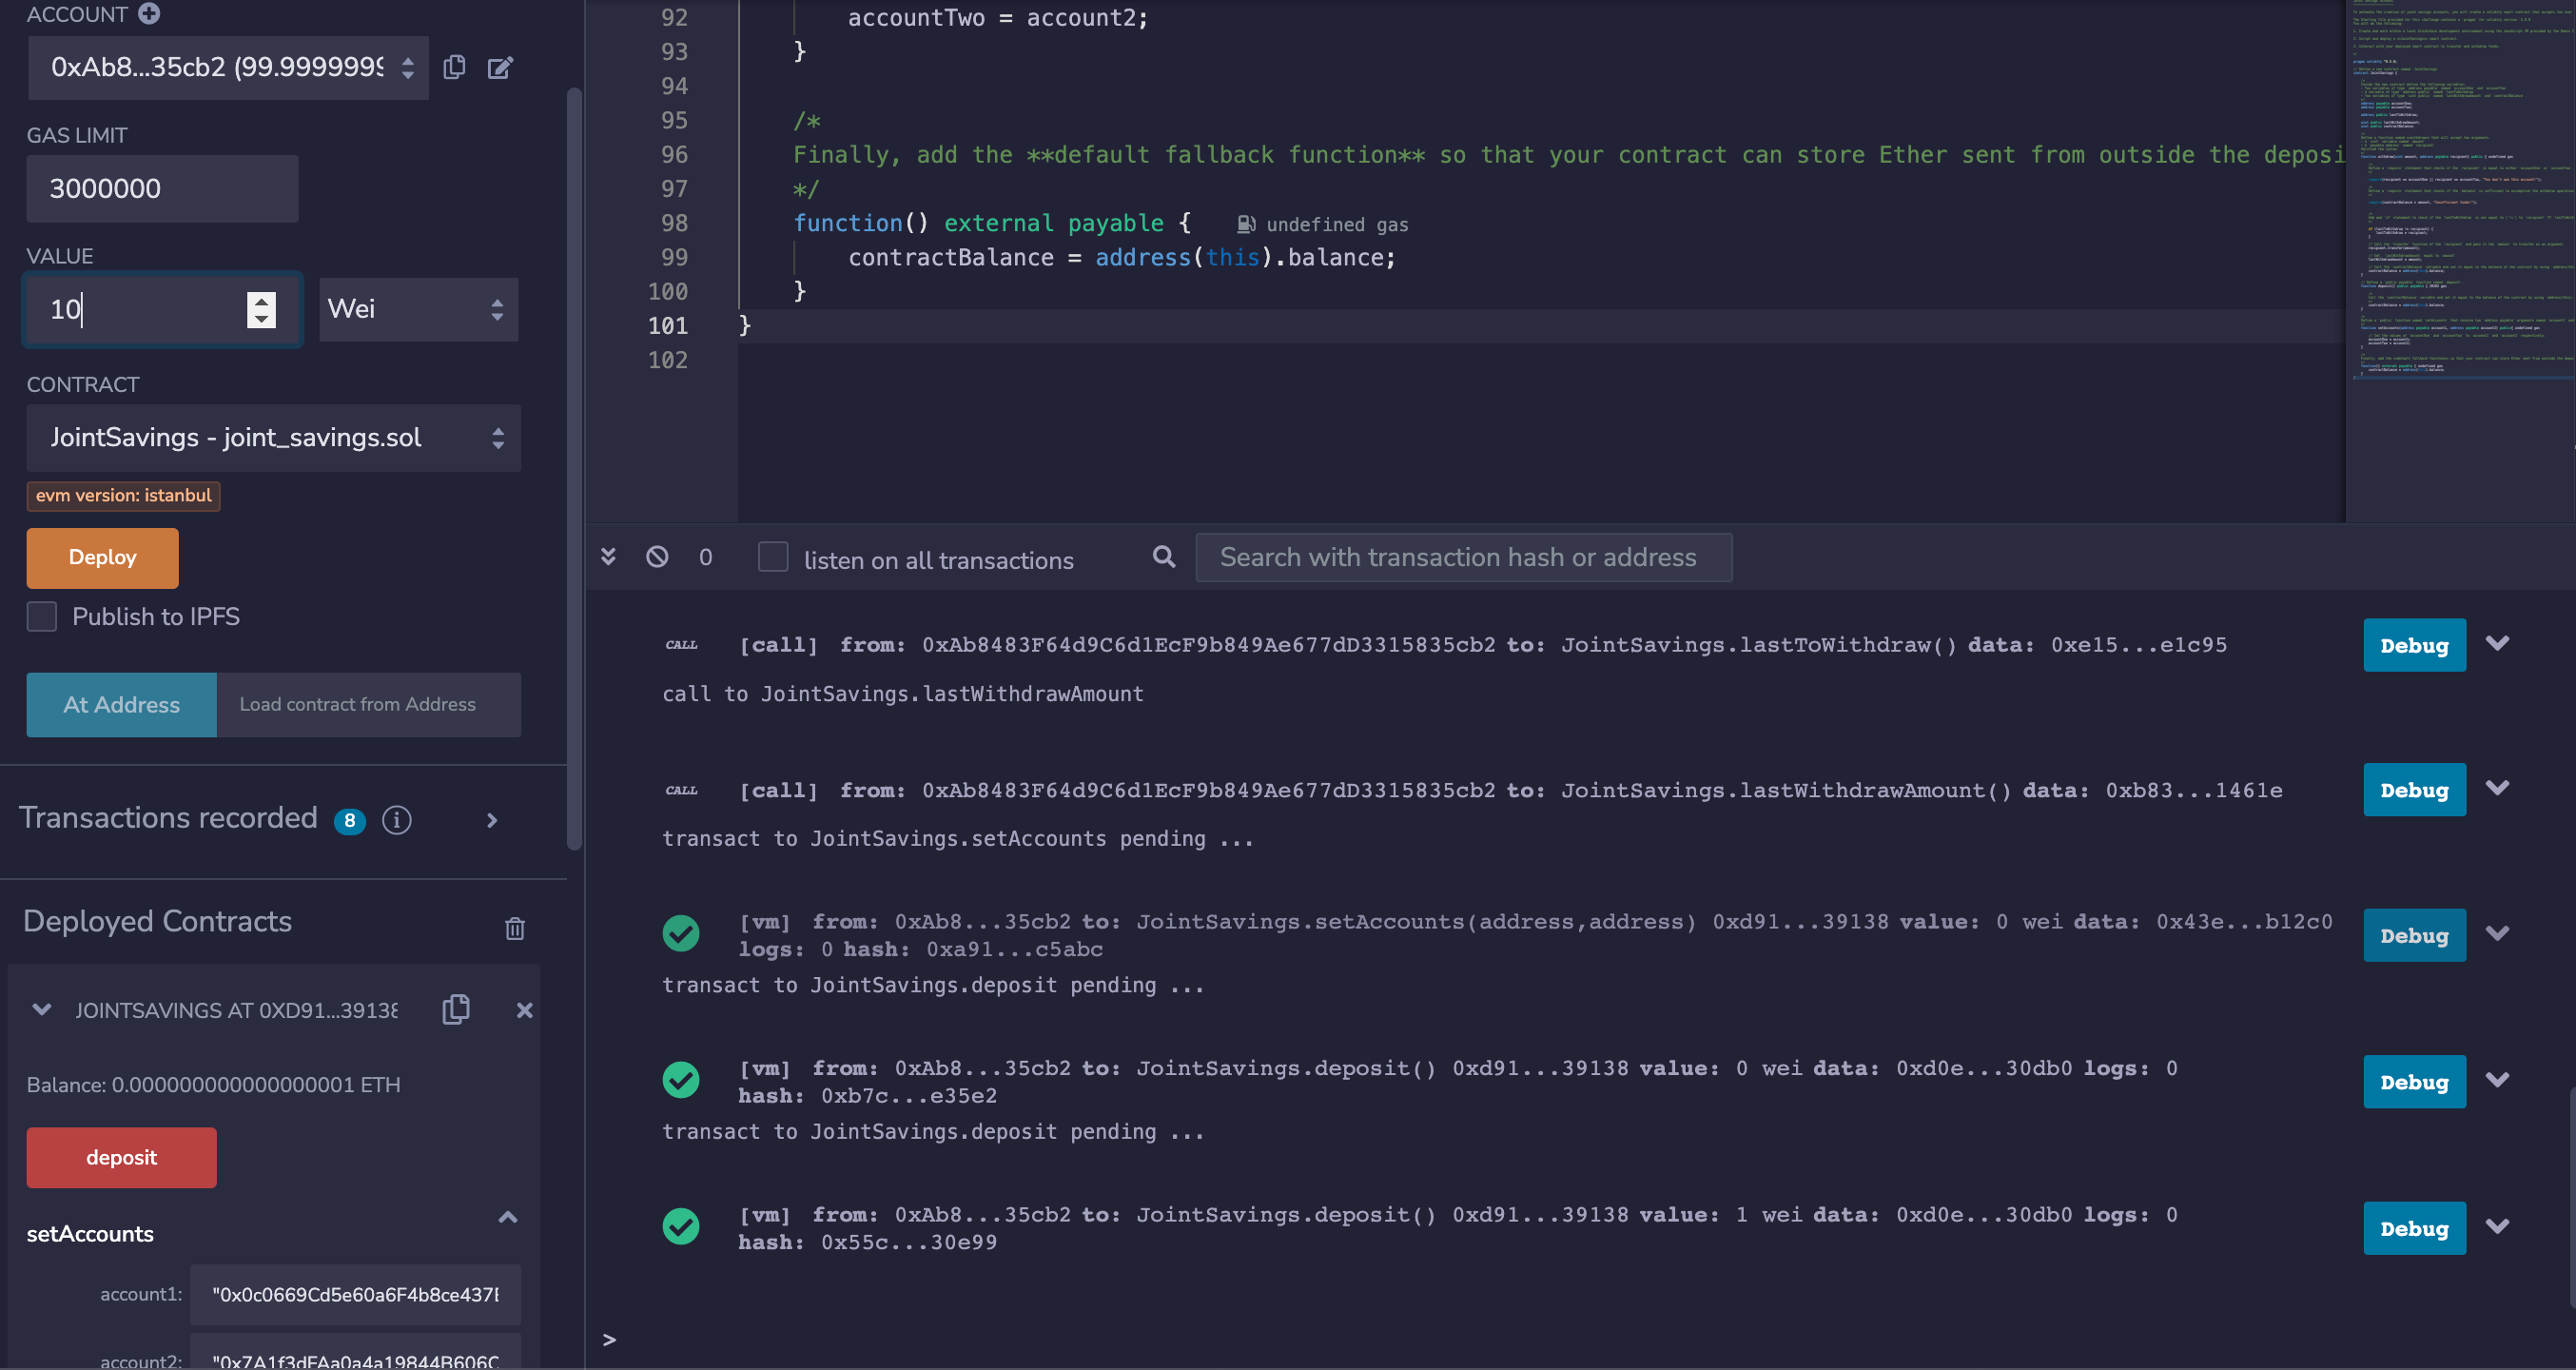 ACCOUNT
0xAb8...35cb2 (99.9999999
GAS LIMIT
3000000
VALUE
10
Wei
CONTRACT
JointSavings - joint_savings.sol
evm version: istanbul
Deploy
Publish to IPFS
At Address
Load contract from Address
Transactions recorded 8 i
Deployed Contracts
JOINTSAVINGS AT 0XD91...39138
Balance: 0.000000000000000001 ETH
deposit
setAccounts
account1: "0x0c0669Cd5e60a6F4b8ce437E
account2: "0x7A1f3dFAa0a4a19844B606C
92 accountTwo = account2;
93 }
94
95 /*
96 Finally, add the **default fallback function** so that your contract can store Ether sent from outside the deposi
97 */
98 function() external payable { undefined gas
99 contractBalance = address(this).balance;
100 }
101 }
102
0
listen on all transactions
Search with transaction hash or address
CALL [call] from: 0xAb8483F64d9C6d1EcF9b849Ae677dD3315835cb2 to: JointSavings.lastToWithdraw() data: 0xe15...e1c95
Debug
call to JointSavings.lastWithdrawAmount
CALL [call] from: 0xAb8483F64d9C6d1EcF9b849Ae677dD3315835cb2 to: JointSavings.lastWithdrawAmount() data: 0xb83...1461e
Debug
transact to JointSavings.setAccounts pending ...
[vm] from: 0xAb8...35cb2 to: JointSavings.setAccounts(address,address) 0xd91...39138 value: 0 wei data: 0x43e...b12c0
logs: 0 hash: 0xa91...c5abc
Debug
transact to JointSavings.deposit pending ...
[vm] from: 0xAb8...35cb2 to: JointSavings.deposit() 0xd91...39138 value: 0 wei data: 0xd0e...30db0 logs: 0
hash: 0xb7c...e35e2
Debug
transact to JointSavings.deposit pending ...
[vm] from: 0xAb8...35cb2 to: JointSavings.deposit() 0xd91...39138 value: 1 wei data: 0xd0e...30db0 logs: 0
hash: 0x55c...30e99
Debug
>